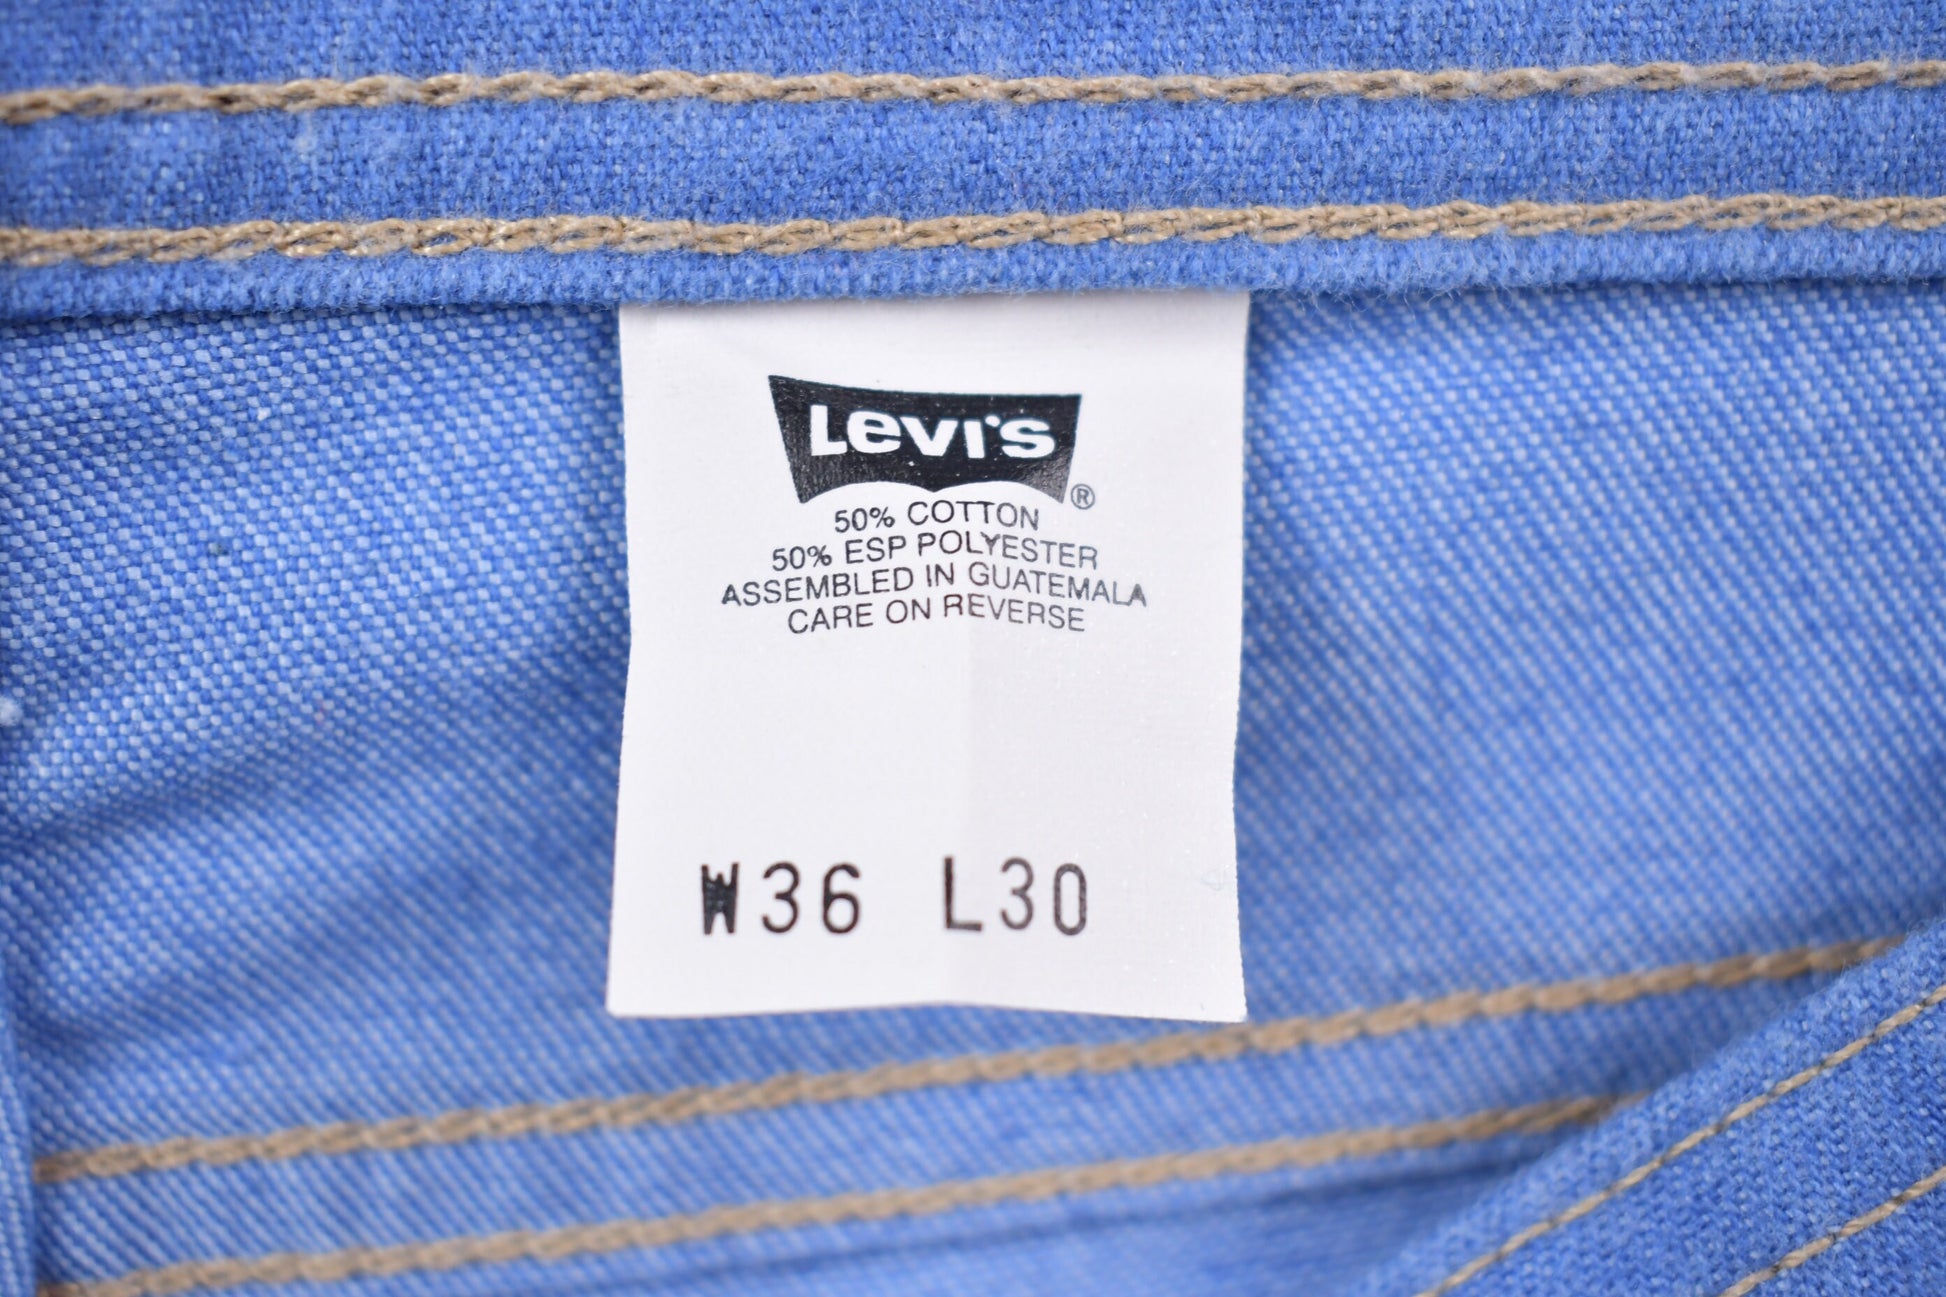 Levi's ®
50% COTTON
50% ESP POLYESTER
ASSEMBLED IN GUATEMALA
CARE ON REVERSE
W36 L30